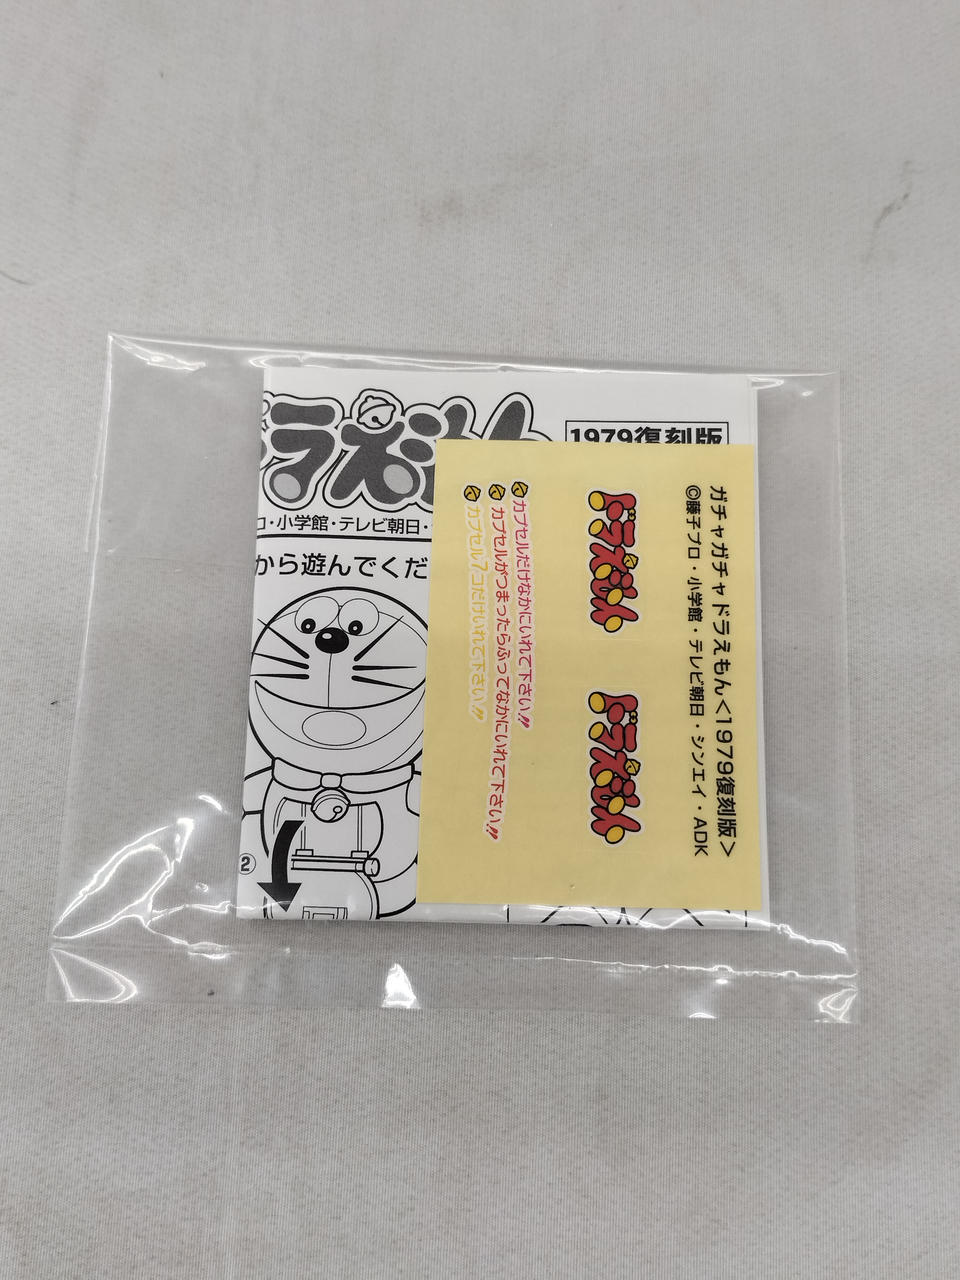 ドラえもん
1979復刻版
・小学館・テレビ朝日・
から遊んでくだ
②
ガチャガチャ ドラえもん<1979復刻版>
©藤子プロ・小学館・テレビ朝日・シンエイ・ADK
ドラえもん
ドラえもん
カプセルだけなかにいれて下さい!!
カプセルがつまったらふってなかにいれて下さい!!
カプセル7コだけいれて下さい!!